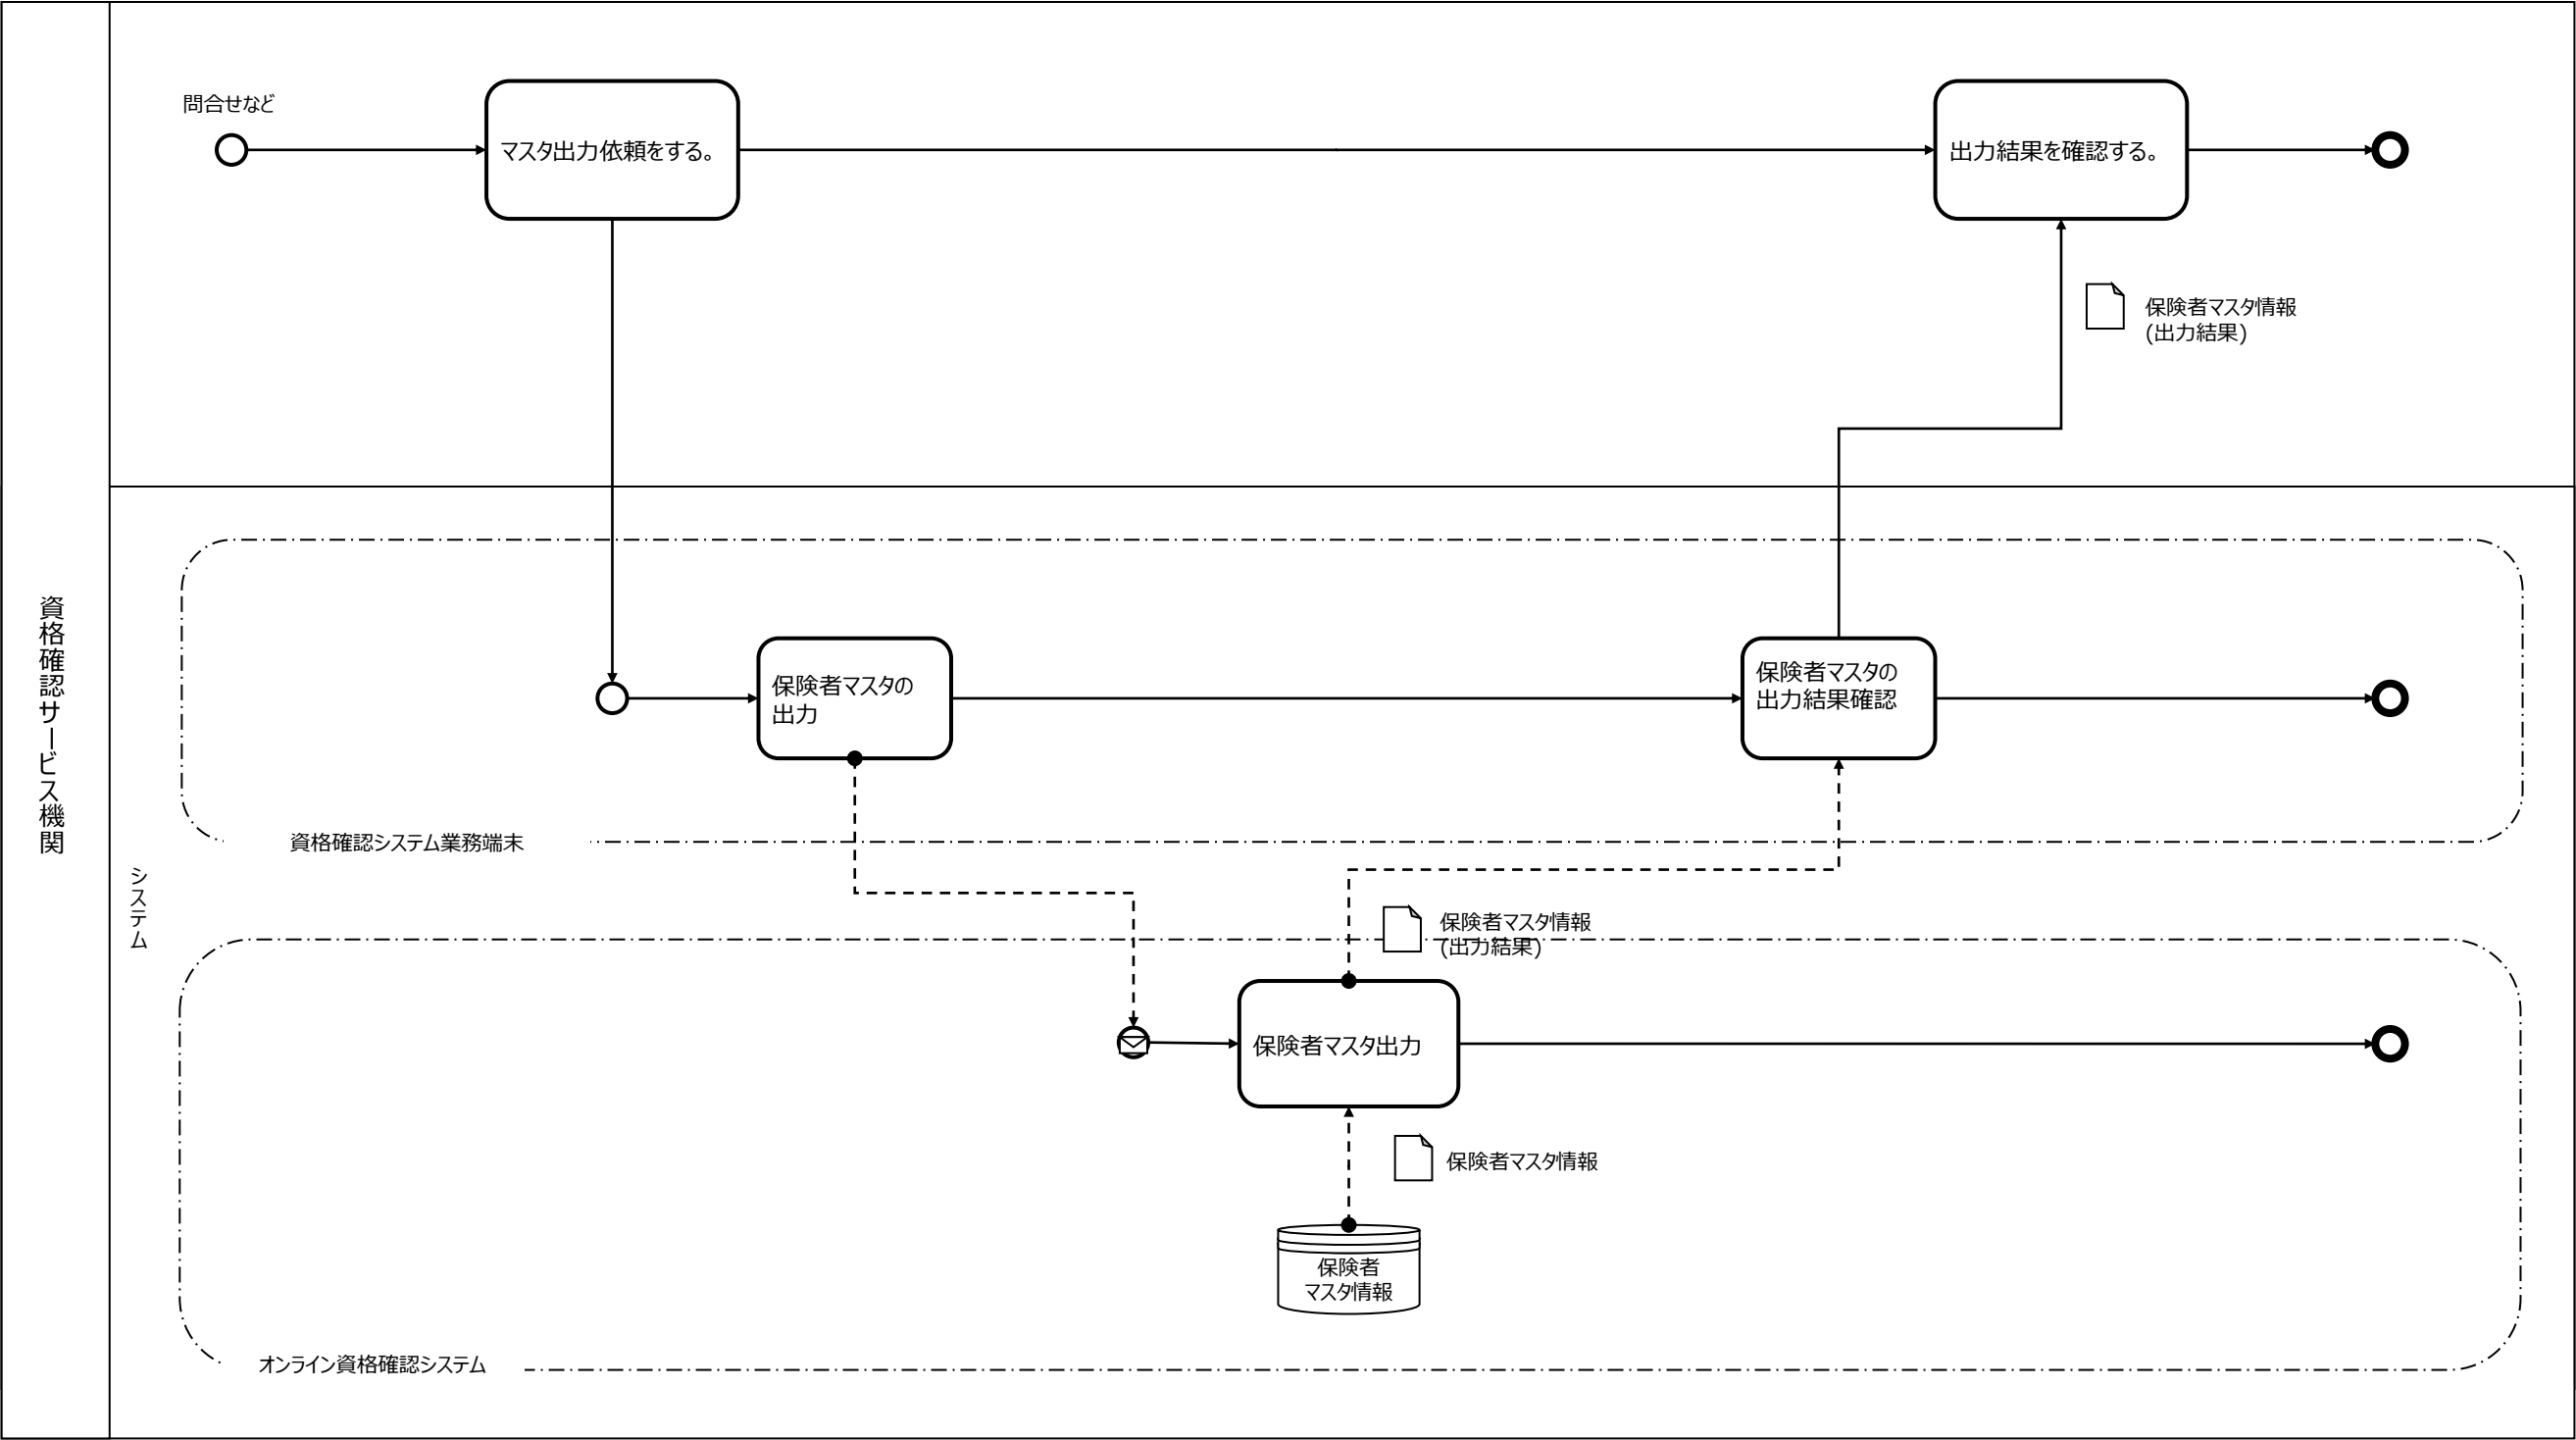 問合せなど
マスタ出力依頼をする。
出力結果を確認する。
保険者マスタ情報
(出力結果)
資格確認サービス機関
保険者マスタの
出力
保険者マスタの
出力結果確認
資格確認システム業務端末
システム
保険者マスタ情報
(出力結果)
保険者マスタ出力
保険者マスタ情報
保険者
マスタ情報
オンライン資格確認システム